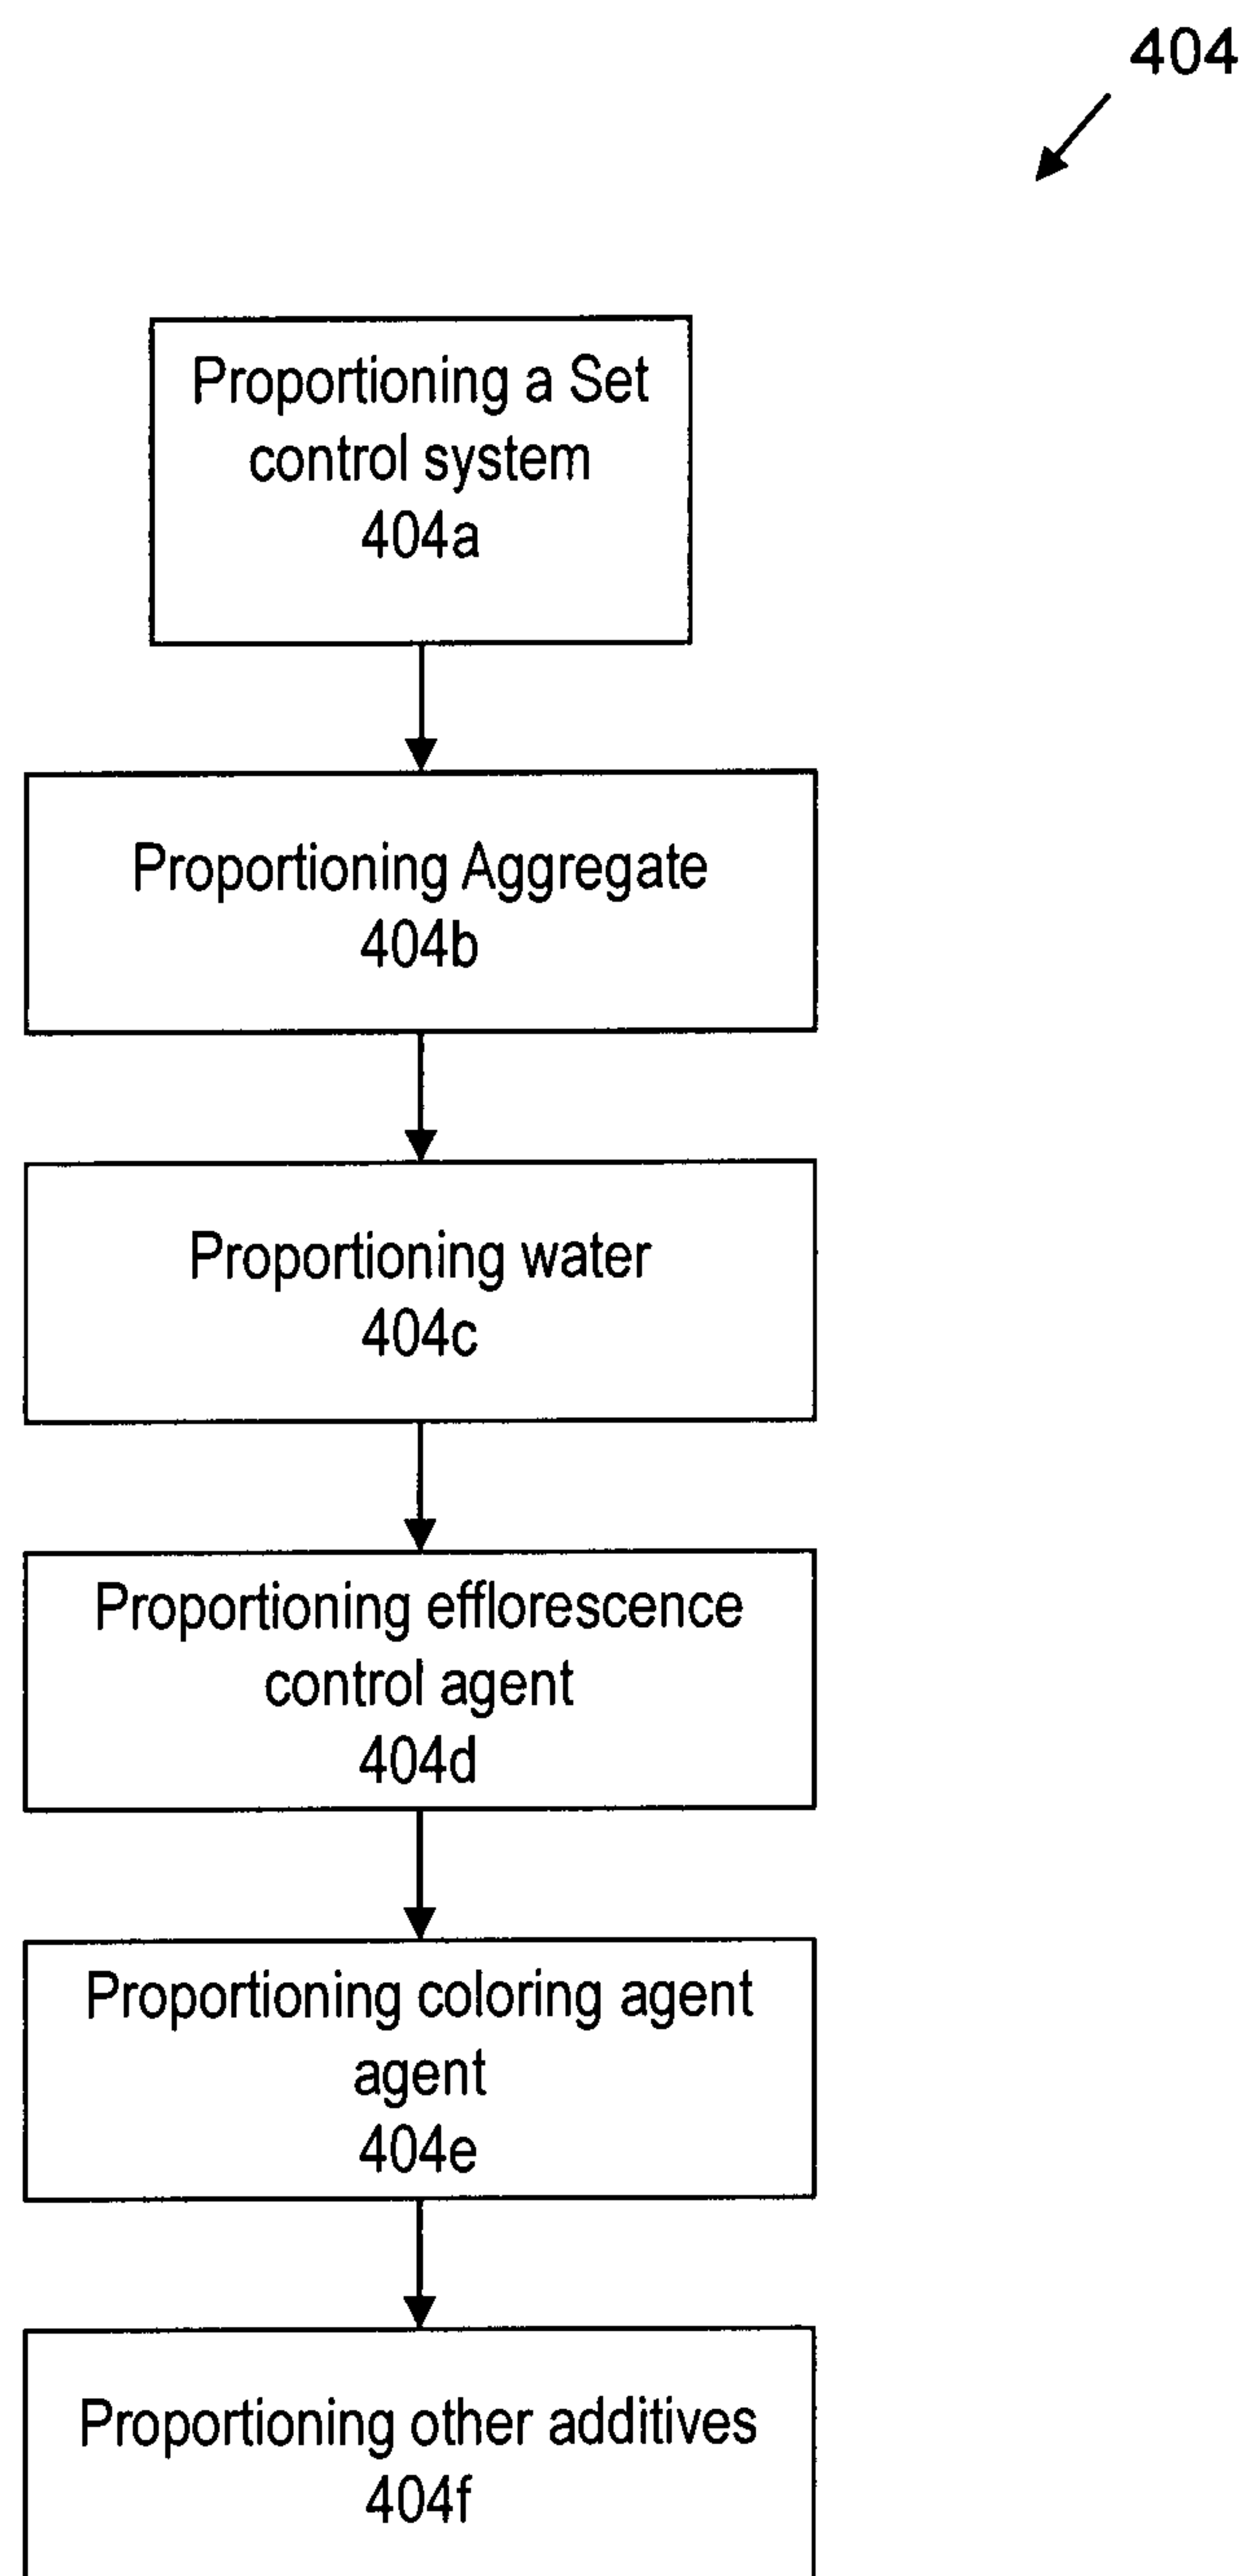 404
Proportioning a Set
control system
404a
Proportioning Aggregate
404b
Proportioning water
404c
Proportioning efflorescence
control agent
404d
Proportioning coloring agent
agent
404e
Proportioning other additives
404f